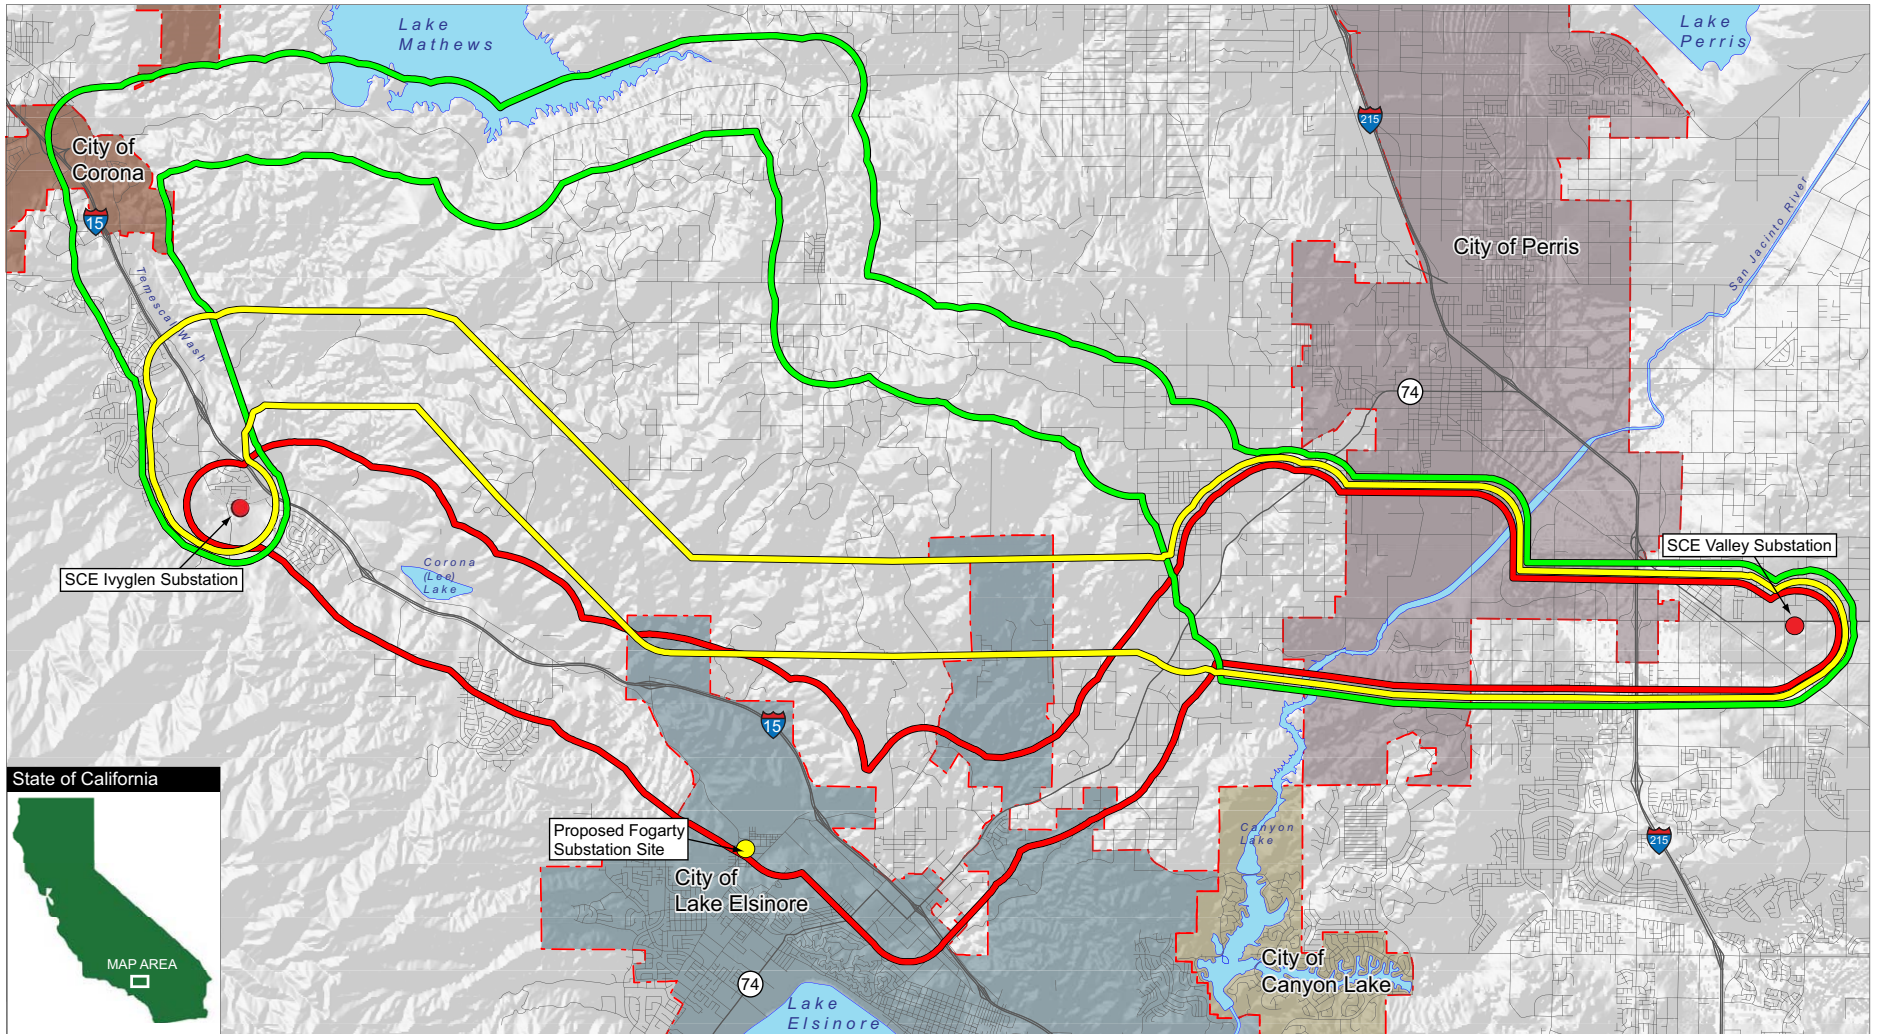 Lake
Mathews
Lake
Perris
215
City of
Corona
15
City of Perris
San Jacinto River
Temescal Wash
74
SCE Ivyglen Substation
Corona
(Lee)
Lake
SCE Valley Substation
15
State of California
MAP AREA
Proposed Fogarty
Substation Site
City of
Lake Elsinore
Canyon
Lake
215
City of
Canyon Lake
74
Lake
Elsinore